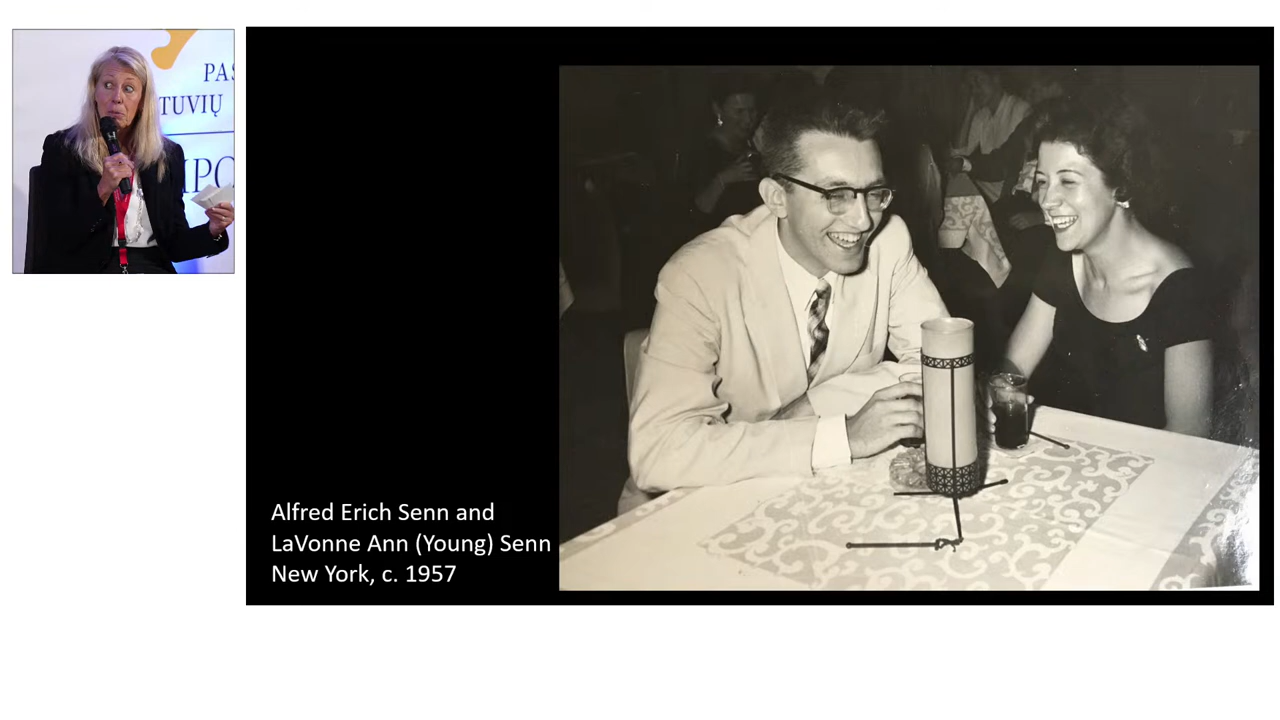 PAS
TUVIŲ
Alfred Erich Senn and
LaVonne Ann (Young) Senn
New York, c. 1957